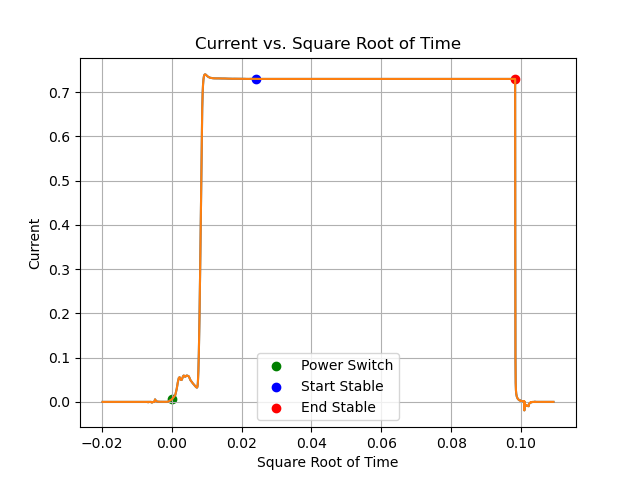 Current vs. Square Root of Time
Current
0.7
0.6
0.5
0.4
0.3
0.2
0.1
0.0
Power Switch
Start Stable
End Stable
−0.02 0.00 0.02 0.04 0.06 0.08 0.10
Square Root of Time